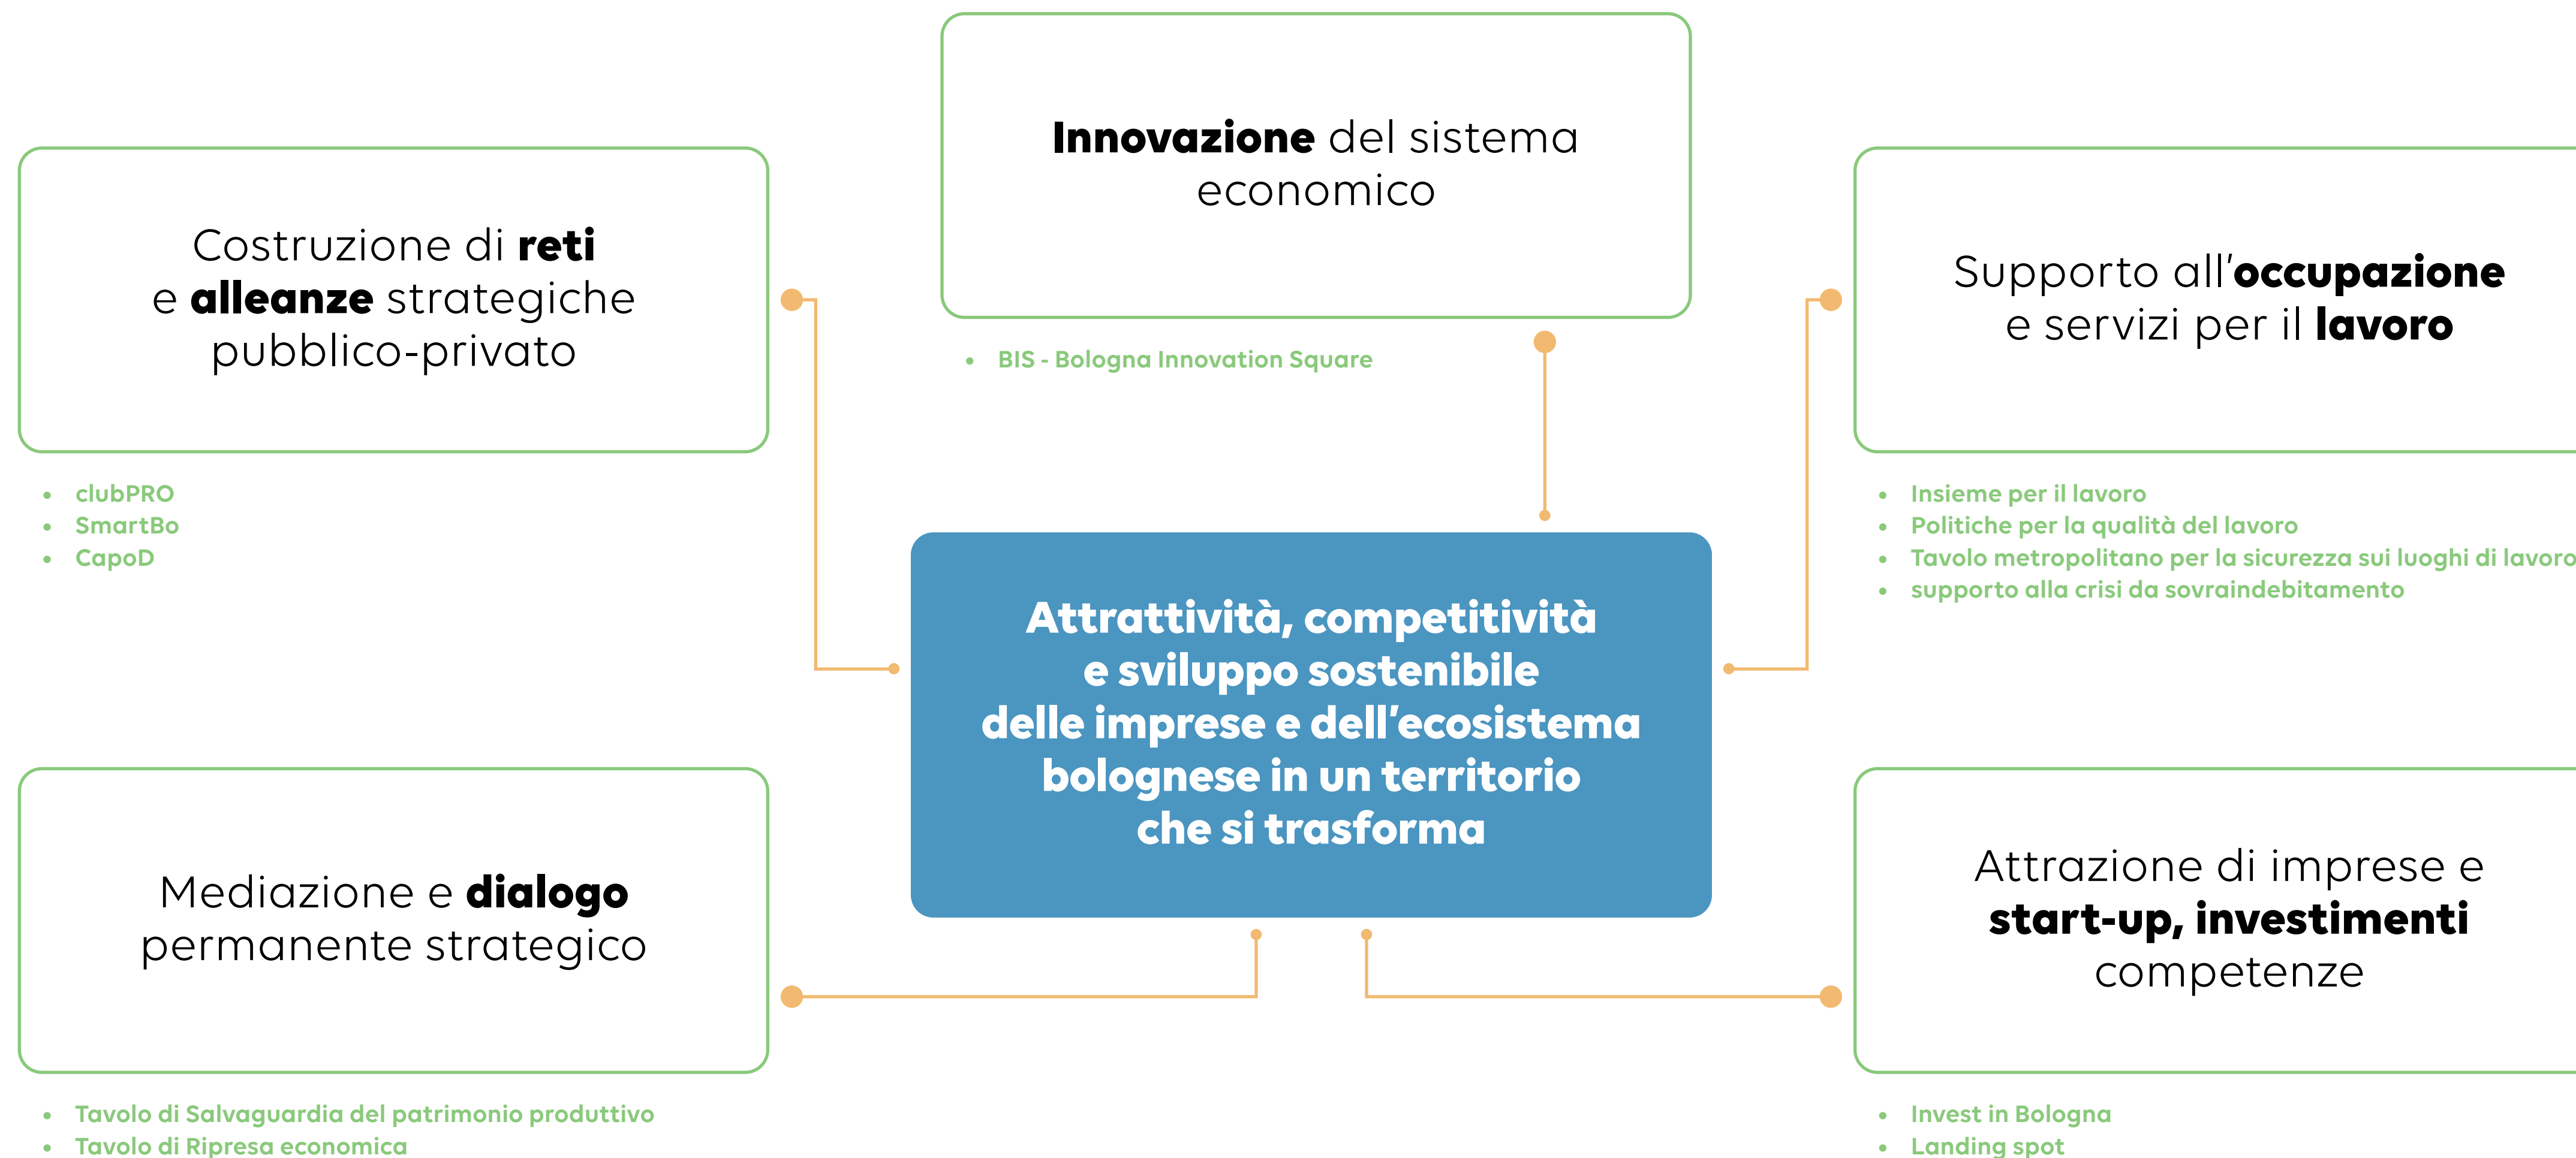 Innovazione del sistema
economico
• BIS - Bologna Innovation Square
Costruzione di reti
e alleanze strategiche
pubblico-privato
• clubPRO
• SmartBo
• CapoD
Supporto all’occupazione
e servizi per il lavoro
• Insieme per il lavoro
• Politiche per la qualità del lavoro
• Tavolo metropolitano per la sicurezza sui luoghi di lavoro
• supporto alla crisi da sovraindebitamento
Attrattività, competitività
e sviluppo sostenibile
delle imprese e dell’ecosistema
bolognese in un territorio
che si trasforma
Mediazione e dialogo
permanente strategico
• Tavolo di Salvaguardia del patrimonio produttivo
• Tavolo di Ripresa economica
Attrazione di imprese e
start-up, investimenti
competenze
• Invest in Bologna
• Landing spot